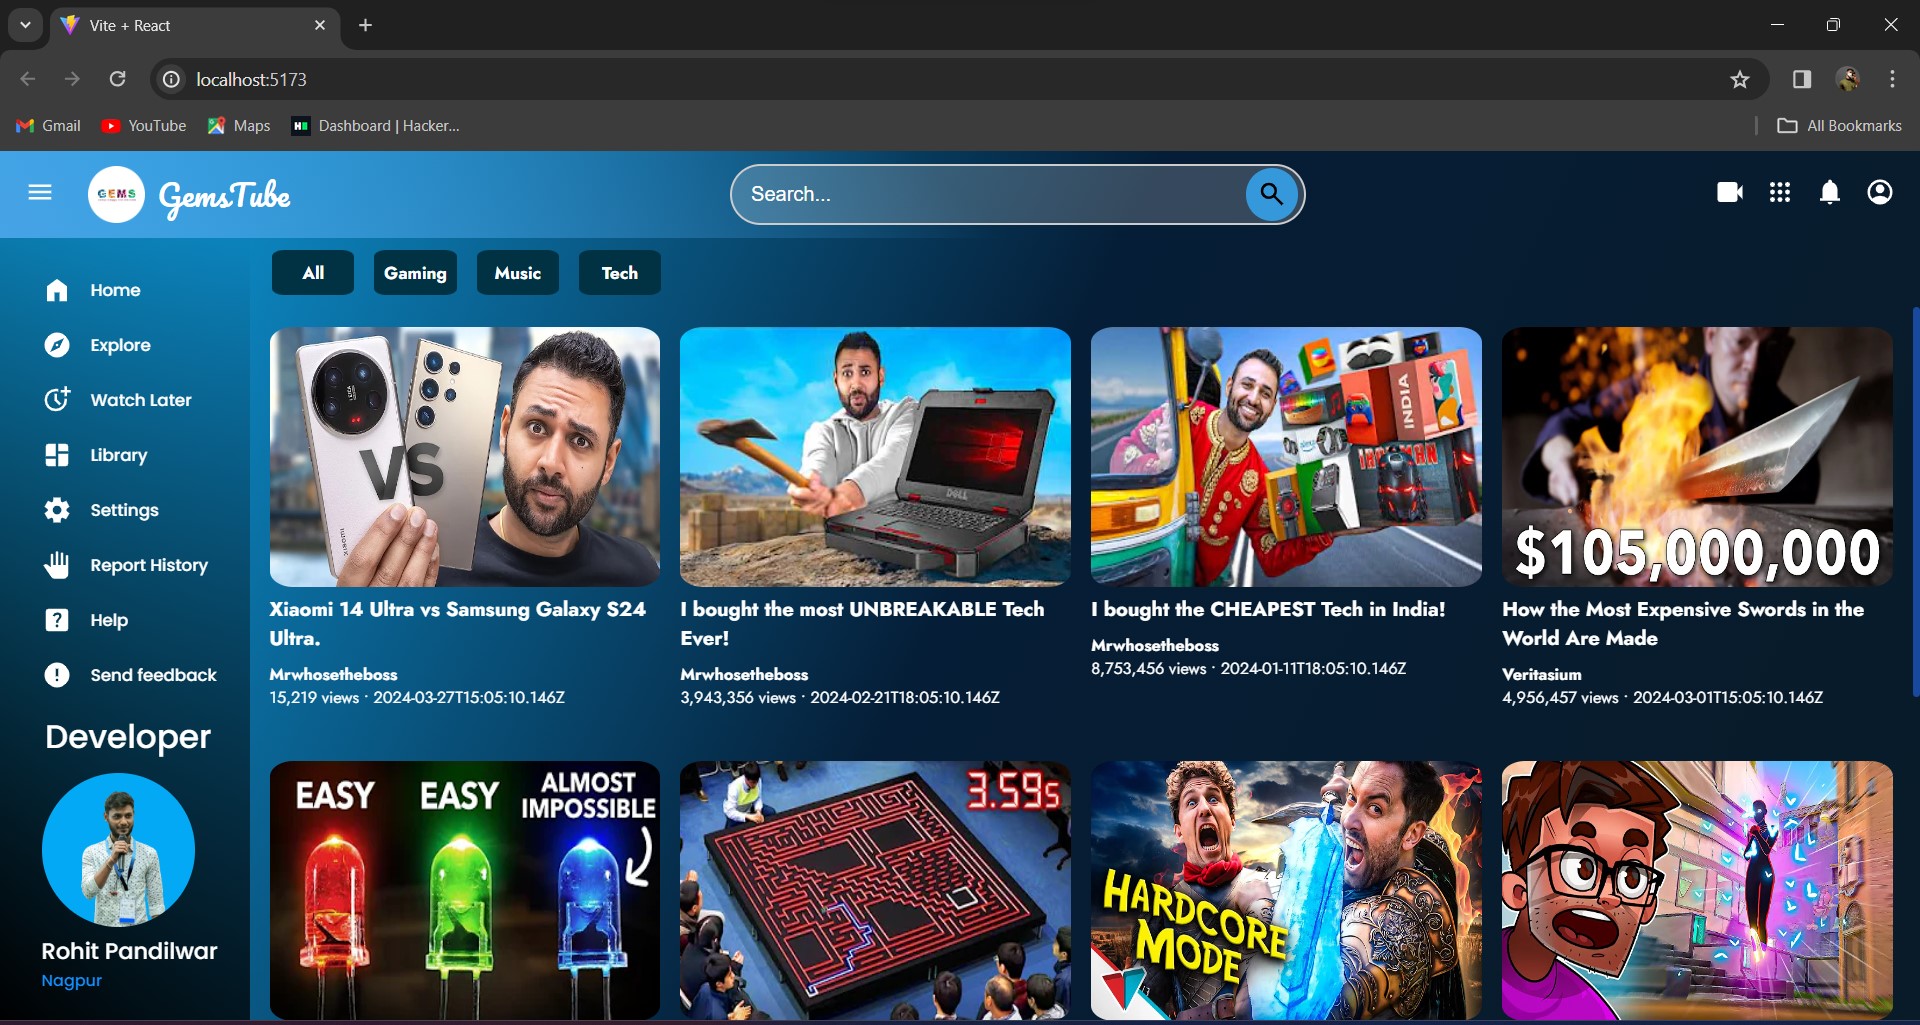 Vite + React
localhost:5173
Gmail
YouTube
Maps
Dashboard | Hacker...
All Bookmarks
GEMS
GemsTube
Search...
Home
Explore
Watch Later
Library
Settings
Report History
Help
Send feedback
Developer
Rohit Pandilwar
Nagpur
All
Gaming
Music
Tech
VS
Xiaomi 14 Ultra vs Samsung Galaxy S24
Ultra.
Mrwhosetheboss
15,219 views · 2024-03-27T15:05:10.146Z
DELL
I bought the most UNBREAKABLE Tech
Ever!
Mrwhosetheboss
3,943,356 views · 2024-02-21T18:05:10.146Z
INDIA
IRON MAN
I bought the CHEAPEST Tech in India!
Mrwhosetheboss
8,753,456 views · 2024-01-11T18:05:10.146Z
$105,000,000
How the Most Expensive Swords in the
World Are Made
Veritasium
4,956,457 views · 2024-03-01T15:05:10.146Z
EASY
EASY
ALMOST
IMPOSSIBLE
3.59s
HARDCORE
MODE